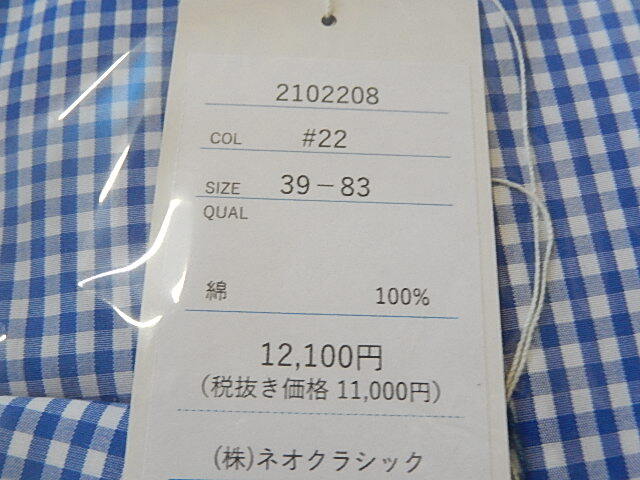 2102208
COL #22
SIZE 39－83
QUAL
綿 100%
12,100円
（税抜き価格 11,000円）
(株)ネオクラシック